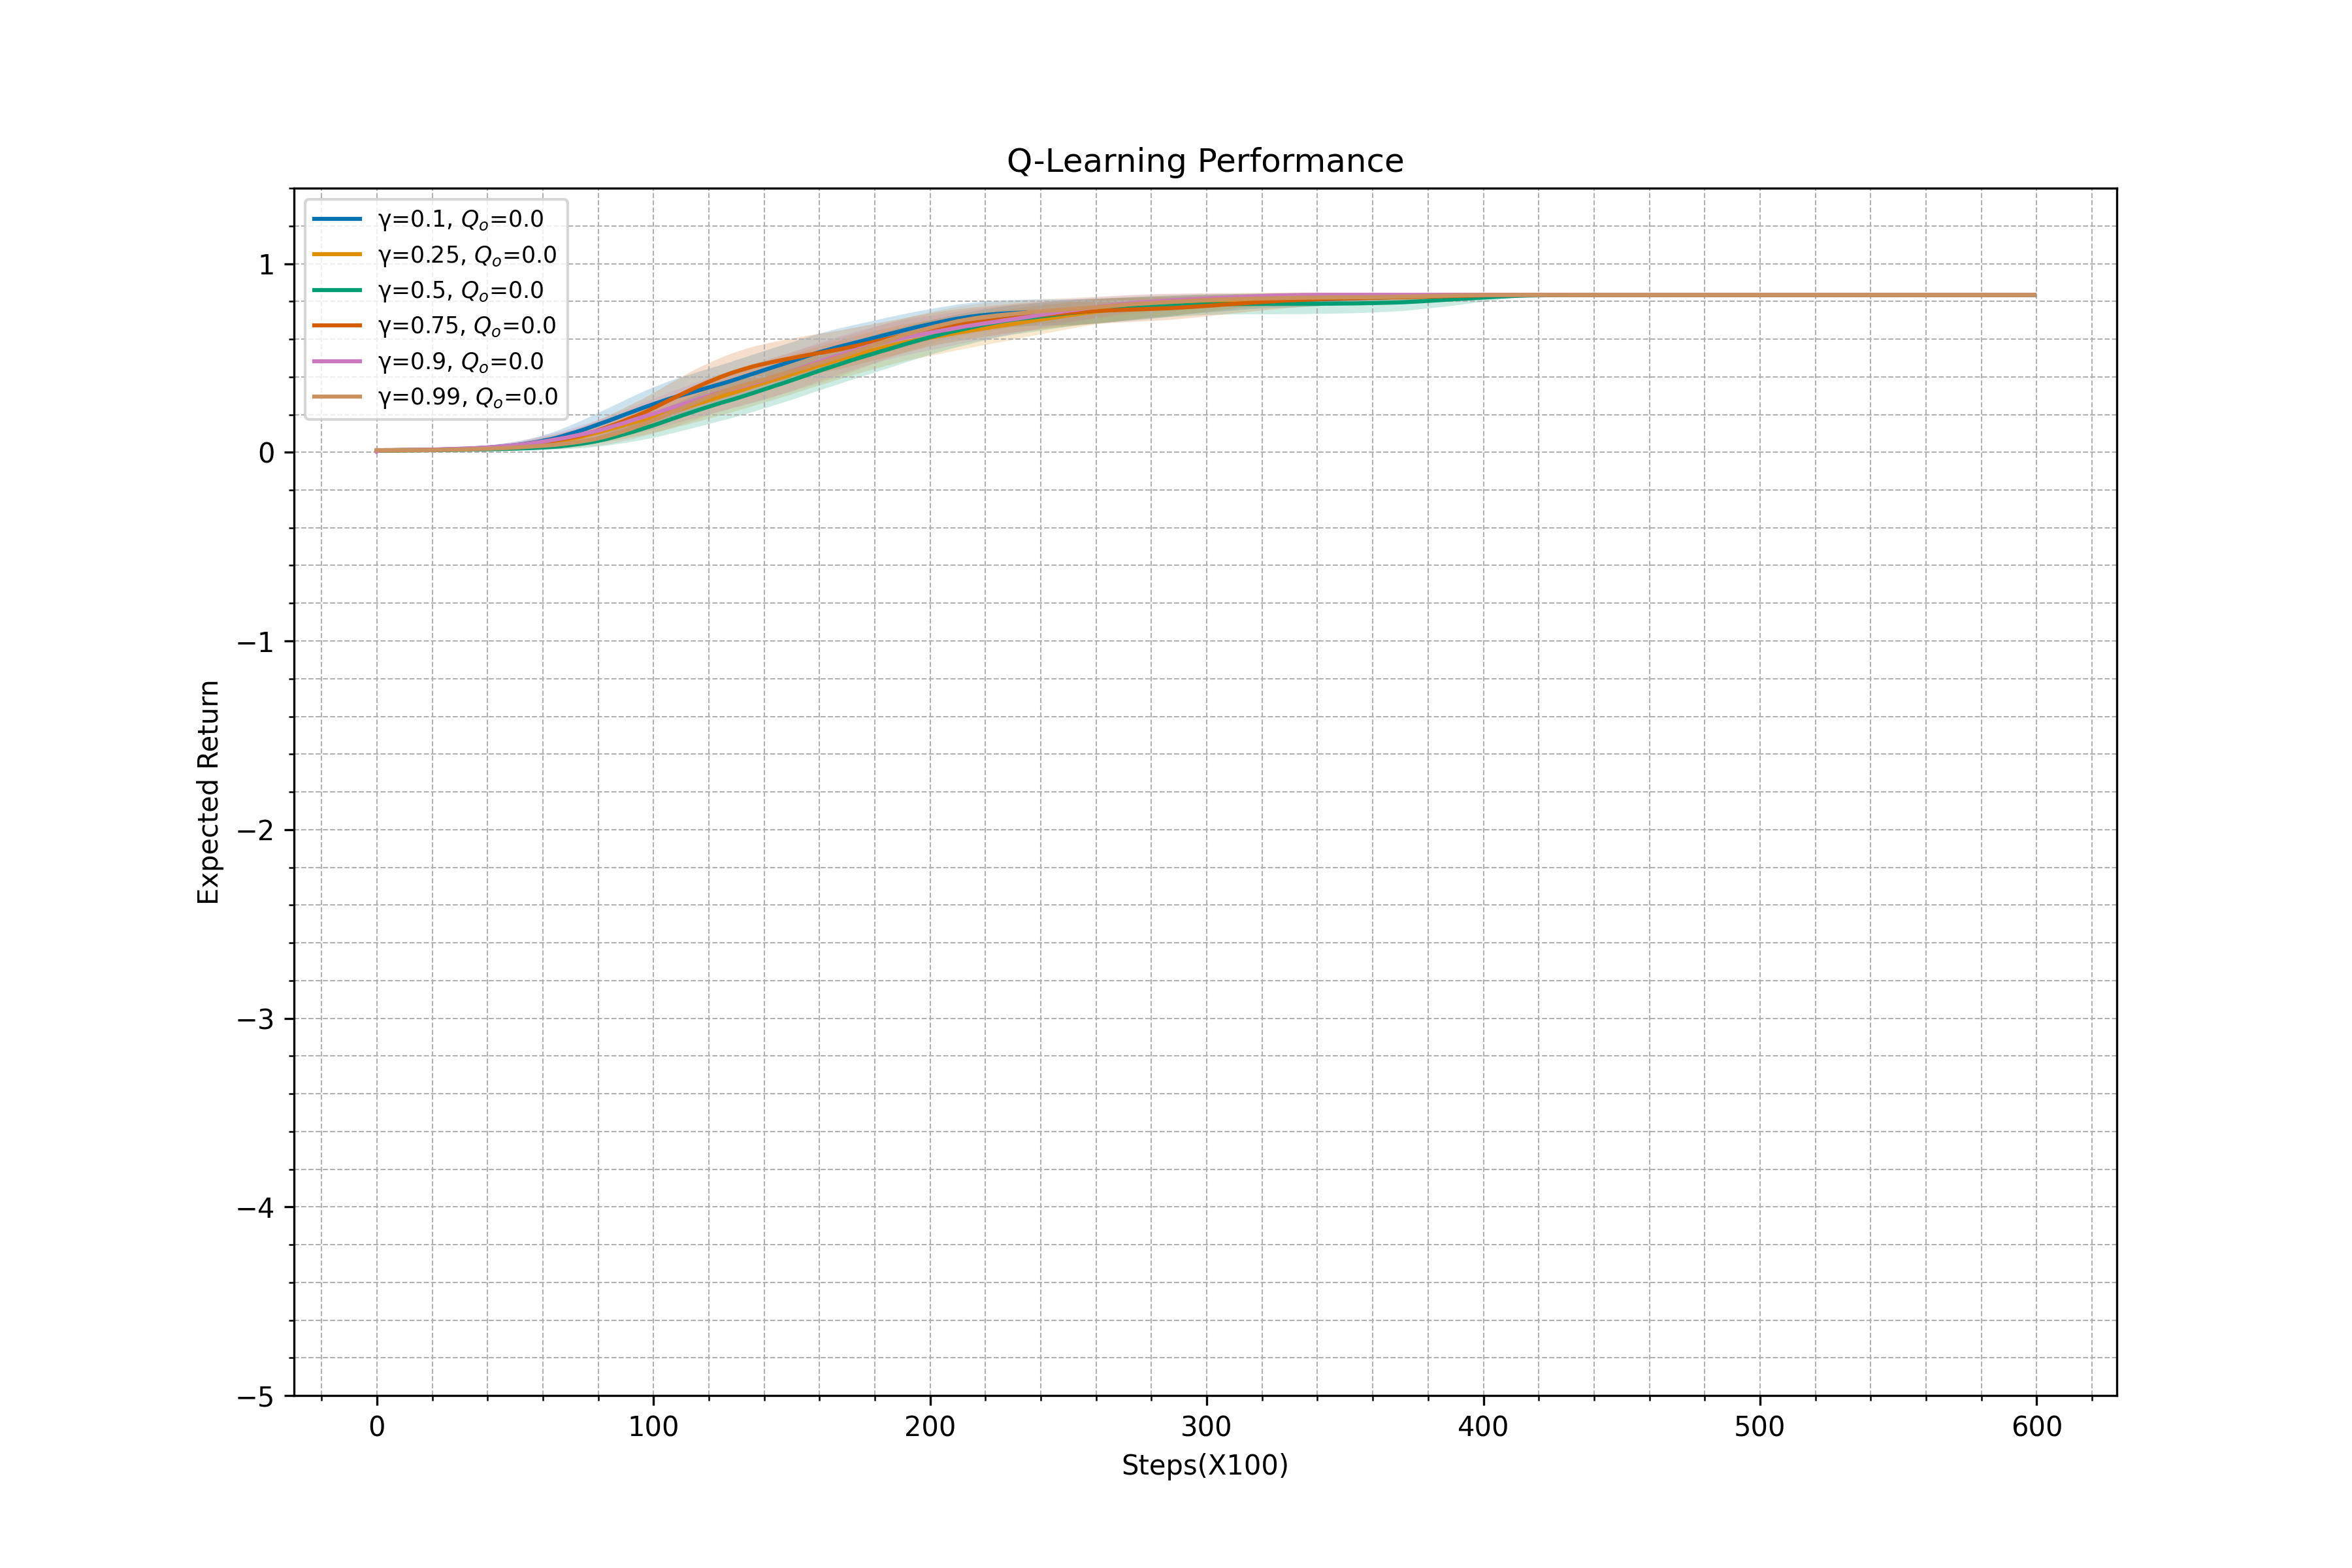 Q-Learning Performance
γ=0.1, Qo=0.0
γ=0.25, Qo=0.0
γ=0.5, Qo=0.0
γ=0.75, Qo=0.0
γ=0.9, Qo=0.0
γ=0.99, Qo=0.0
1
0
−1
−2
−3
−4
−5
Expected Return
0 100 200 300 400 500 600
Steps(X100)